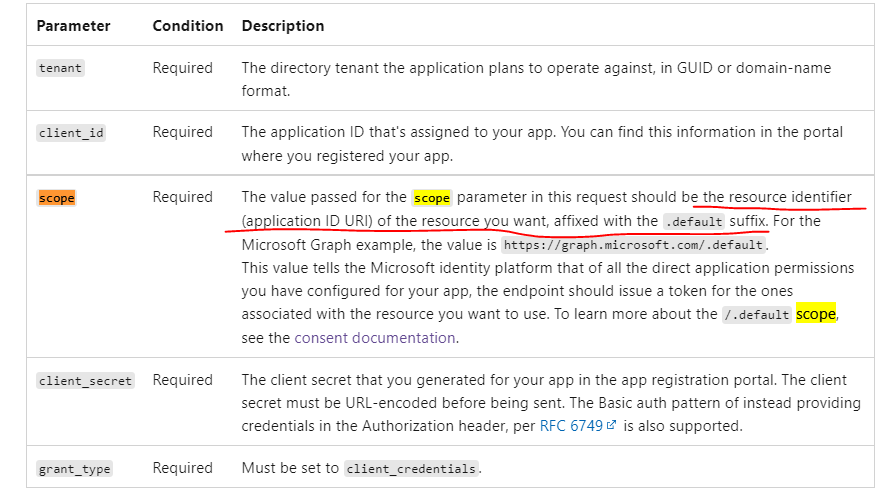 Parameter Condition Description
tenant Required The directory tenant the application plans to operate against, in GUID or domain-name
format.
client_id Required The application ID that's assigned to your app. You can find this information in the portal
where you registered your app.
scope Required The value passed for the scope parameter in this request should be the resource identifier
(application ID URI) of the resource you want, affixed with the .default suffix. For the
Microsoft Graph example, the value is https://graph.microsoft.com/.default.
This value tells the Microsoft identity platform that of all the direct application permissions
you have configured for your app, the endpoint should issue a token for the ones
associated with the resource you want to use. To learn more about the /.default scope,
see the consent documentation.
client_secret Required The client secret that you generated for your app in the app registration portal. The client
secret must be URL-encoded before being sent. The Basic auth pattern of instead providing
credentials in the Authorization header, per RFC 6749 is also supported.
grant_type Required Must be set to client_credentials.